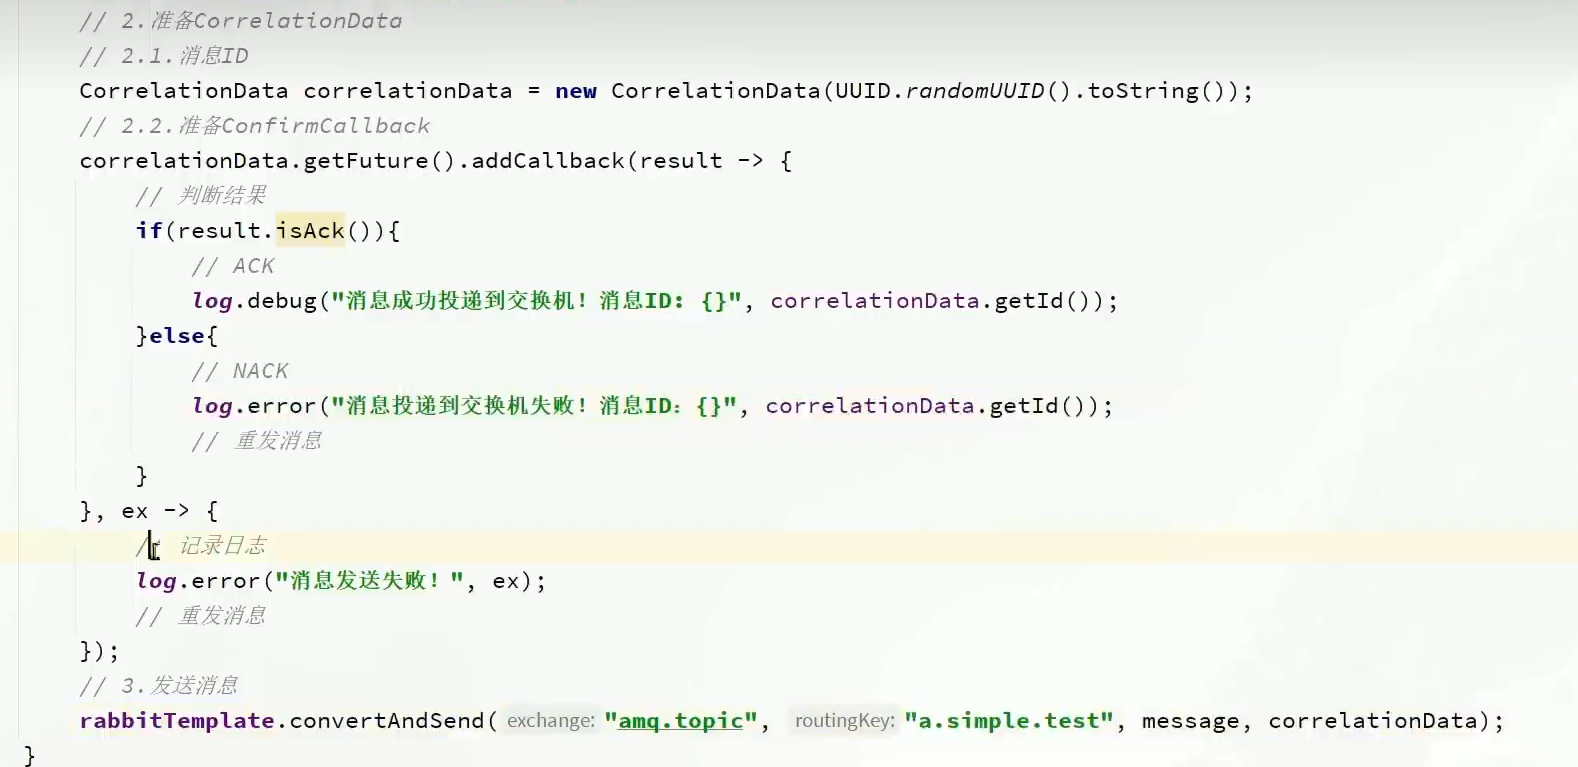 // 2.准备CorrelationData
// 2.1.消息ID
CorrelationData correlationData = new CorrelationData(UUID.randomUUID().toString());
// 2.2.准备ConfirmCallback
correlationData.getFuture().addCallback(result -> {
// 判断结果
if(result.isAck()){
// ACK
log.debug("消息成功投递到交换机！消息ID: {}", correlationData.getId());
}else{
// NACK
log.error("消息投递到交换机失败！消息ID：{}", correlationData.getId());
// 重发消息
}
}, ex -> {
// 记录日志
log.error("消息发送失败！", ex);
// 重发消息
});
// 3.发送消息
rabbitTemplate.convertAndSend( exchange: "amq.topic", routingKey: "a.simple.test", message, correlationData);
}